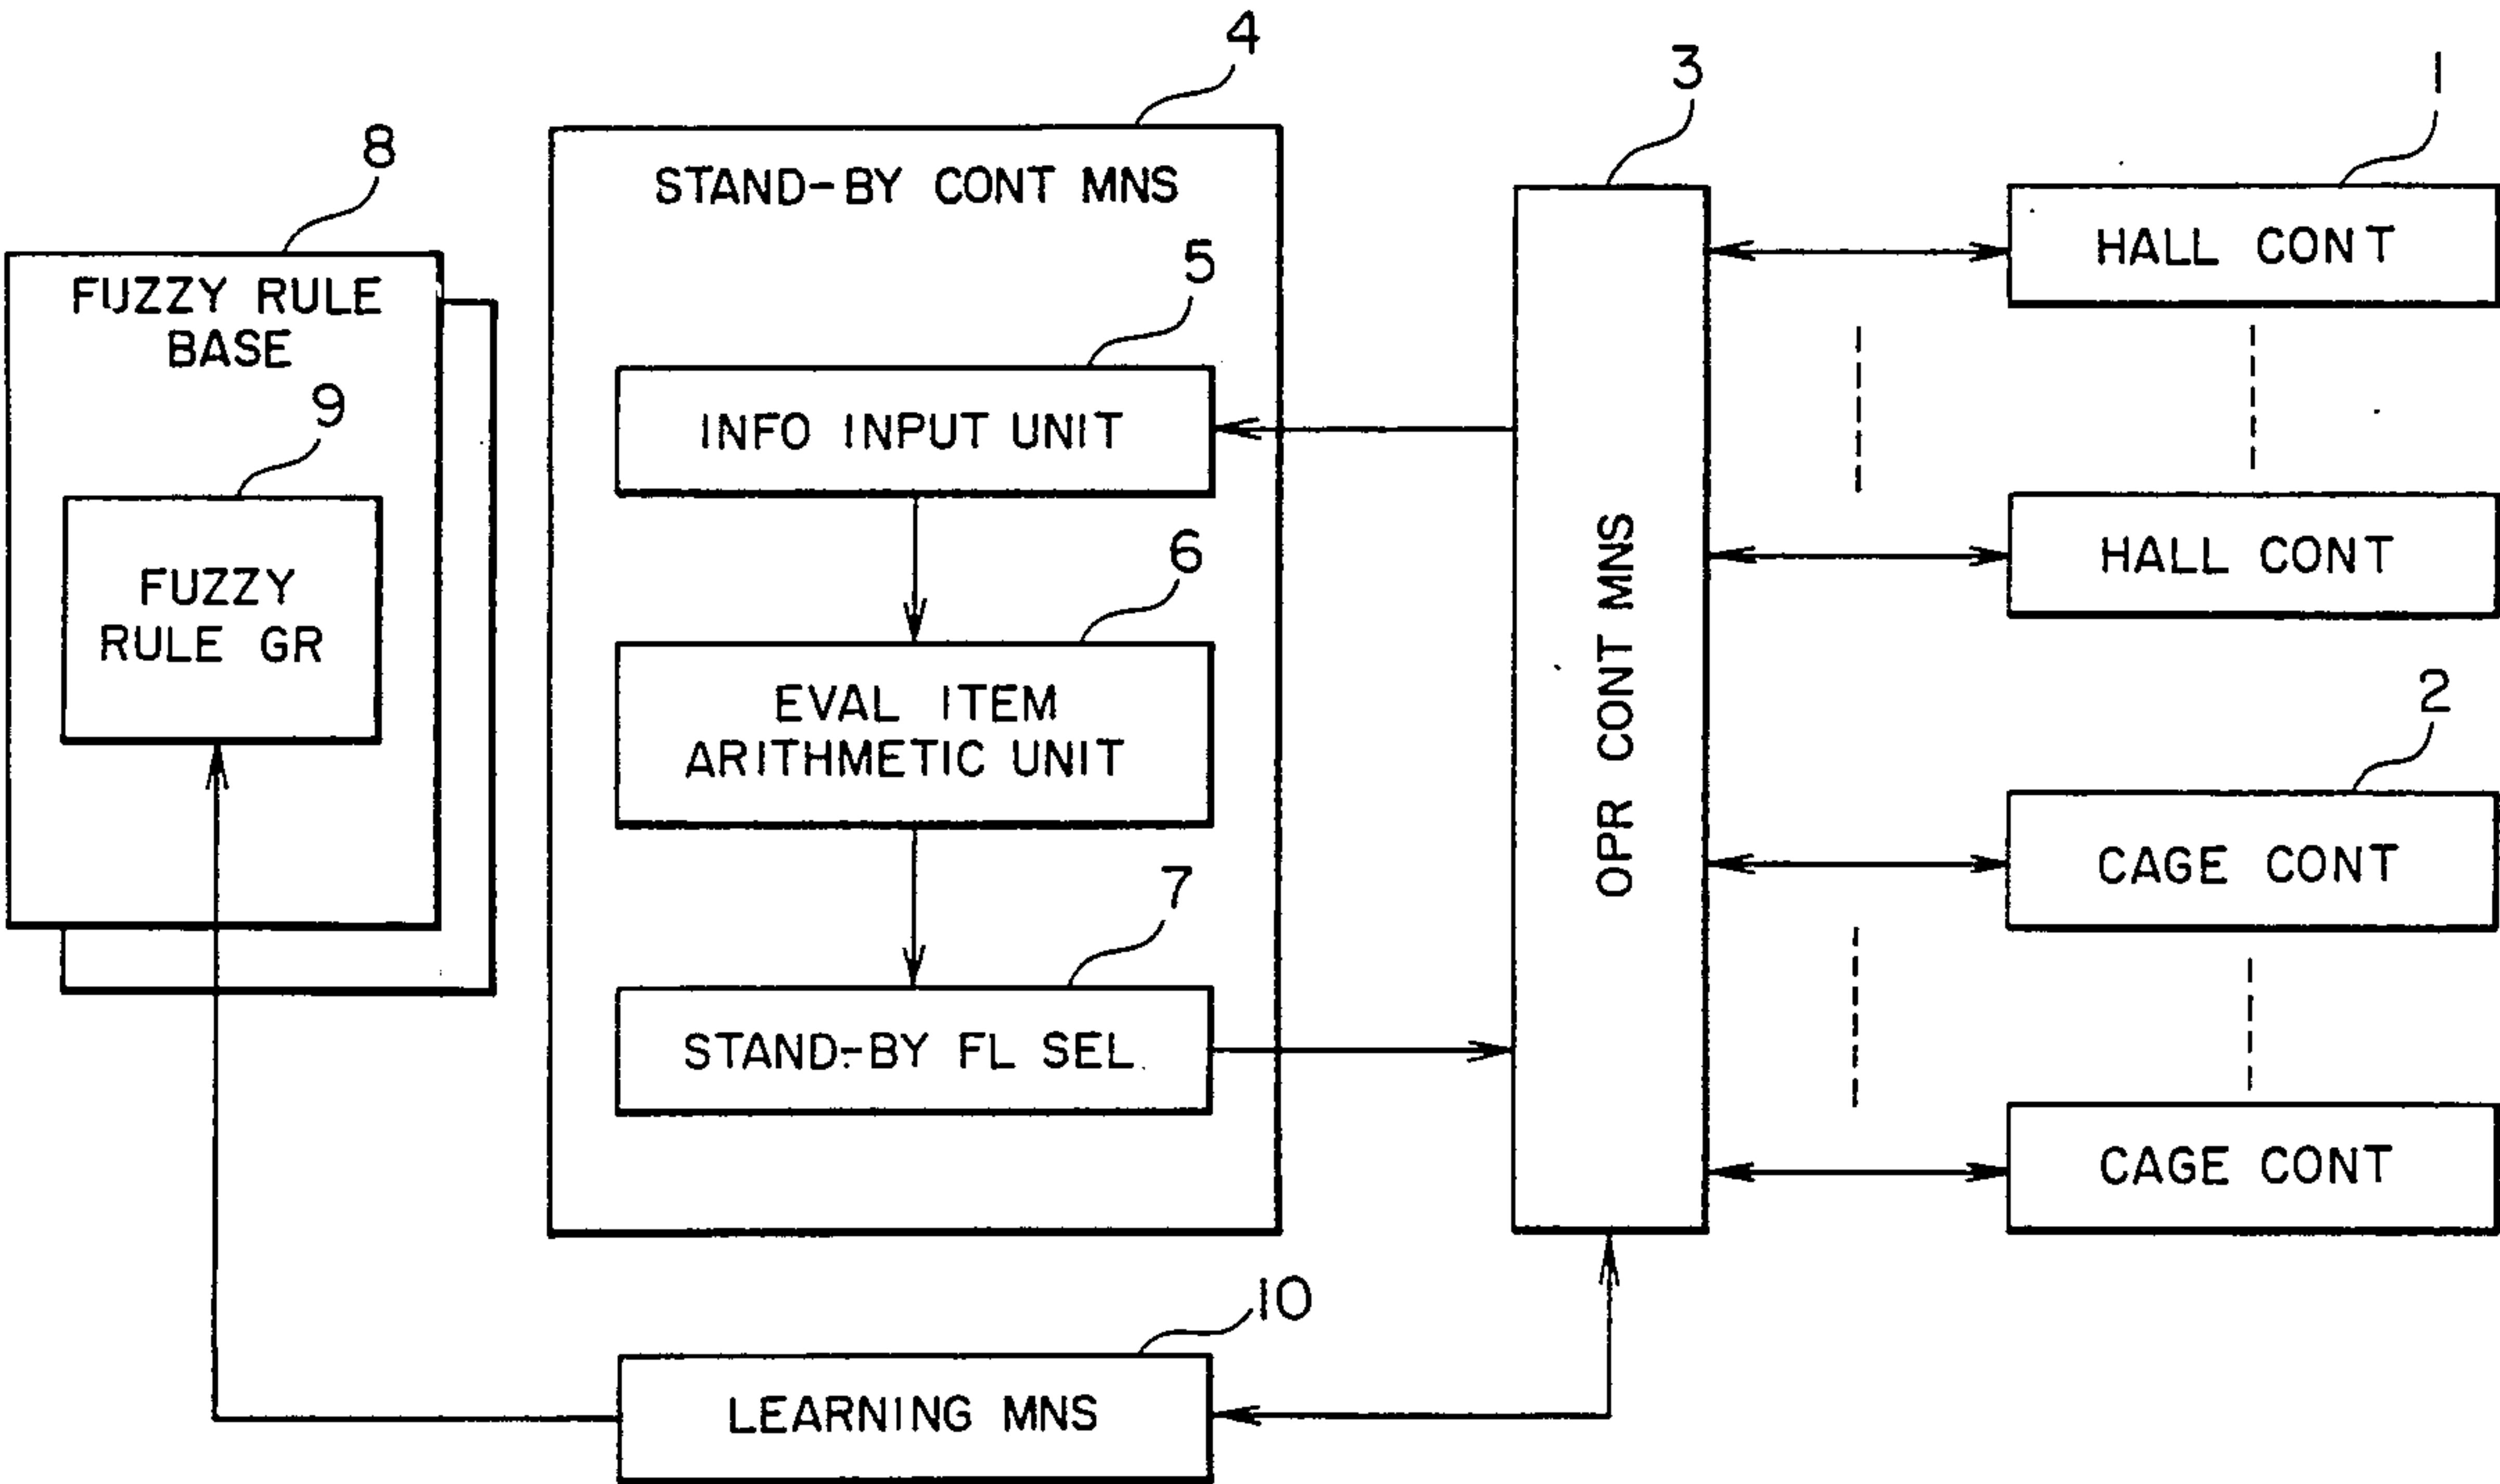 4
3
1
8
STAND-BY CONT MNS
HALL CONT
5
FUZZY RULE
BASE
9
INFO INPUT UNIT
HALL CONT
6
FUZZY
RULE GR
OPR CONT MNS
2
EVAL ITEM
ARITHMETIC UNIT
CAGE CONT
7
STAND-BY FL SEL
CAGE CONT
10
LEARNING MNS